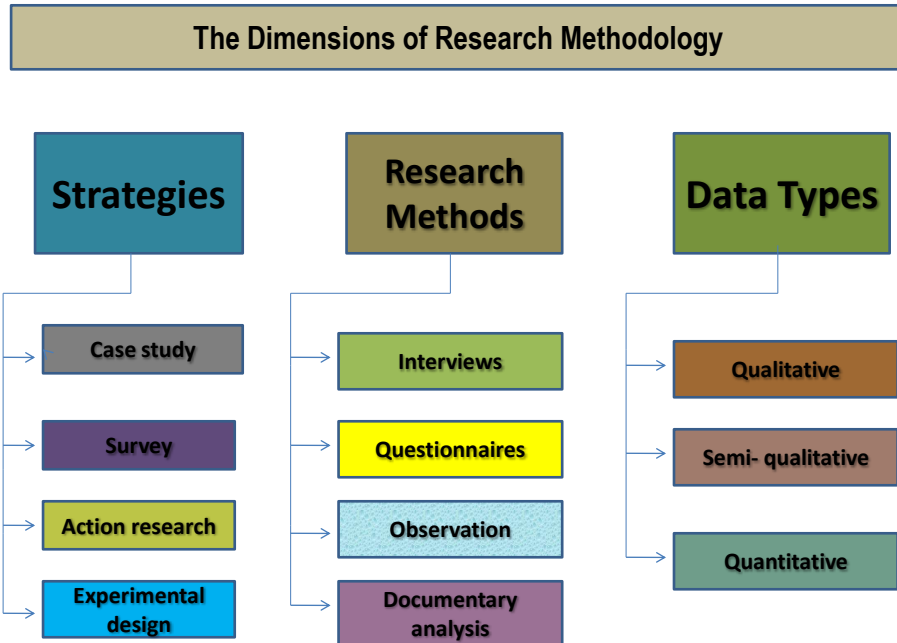 The Dimensions of Research Methodology
Strategies
Case study
Survey
Action research
Experimental
design
Research
Methods
Interviews
Questionnaires
Observation
Documentary
analysis
Data Types
Qualitative
Semi- qualitative
Quantitative